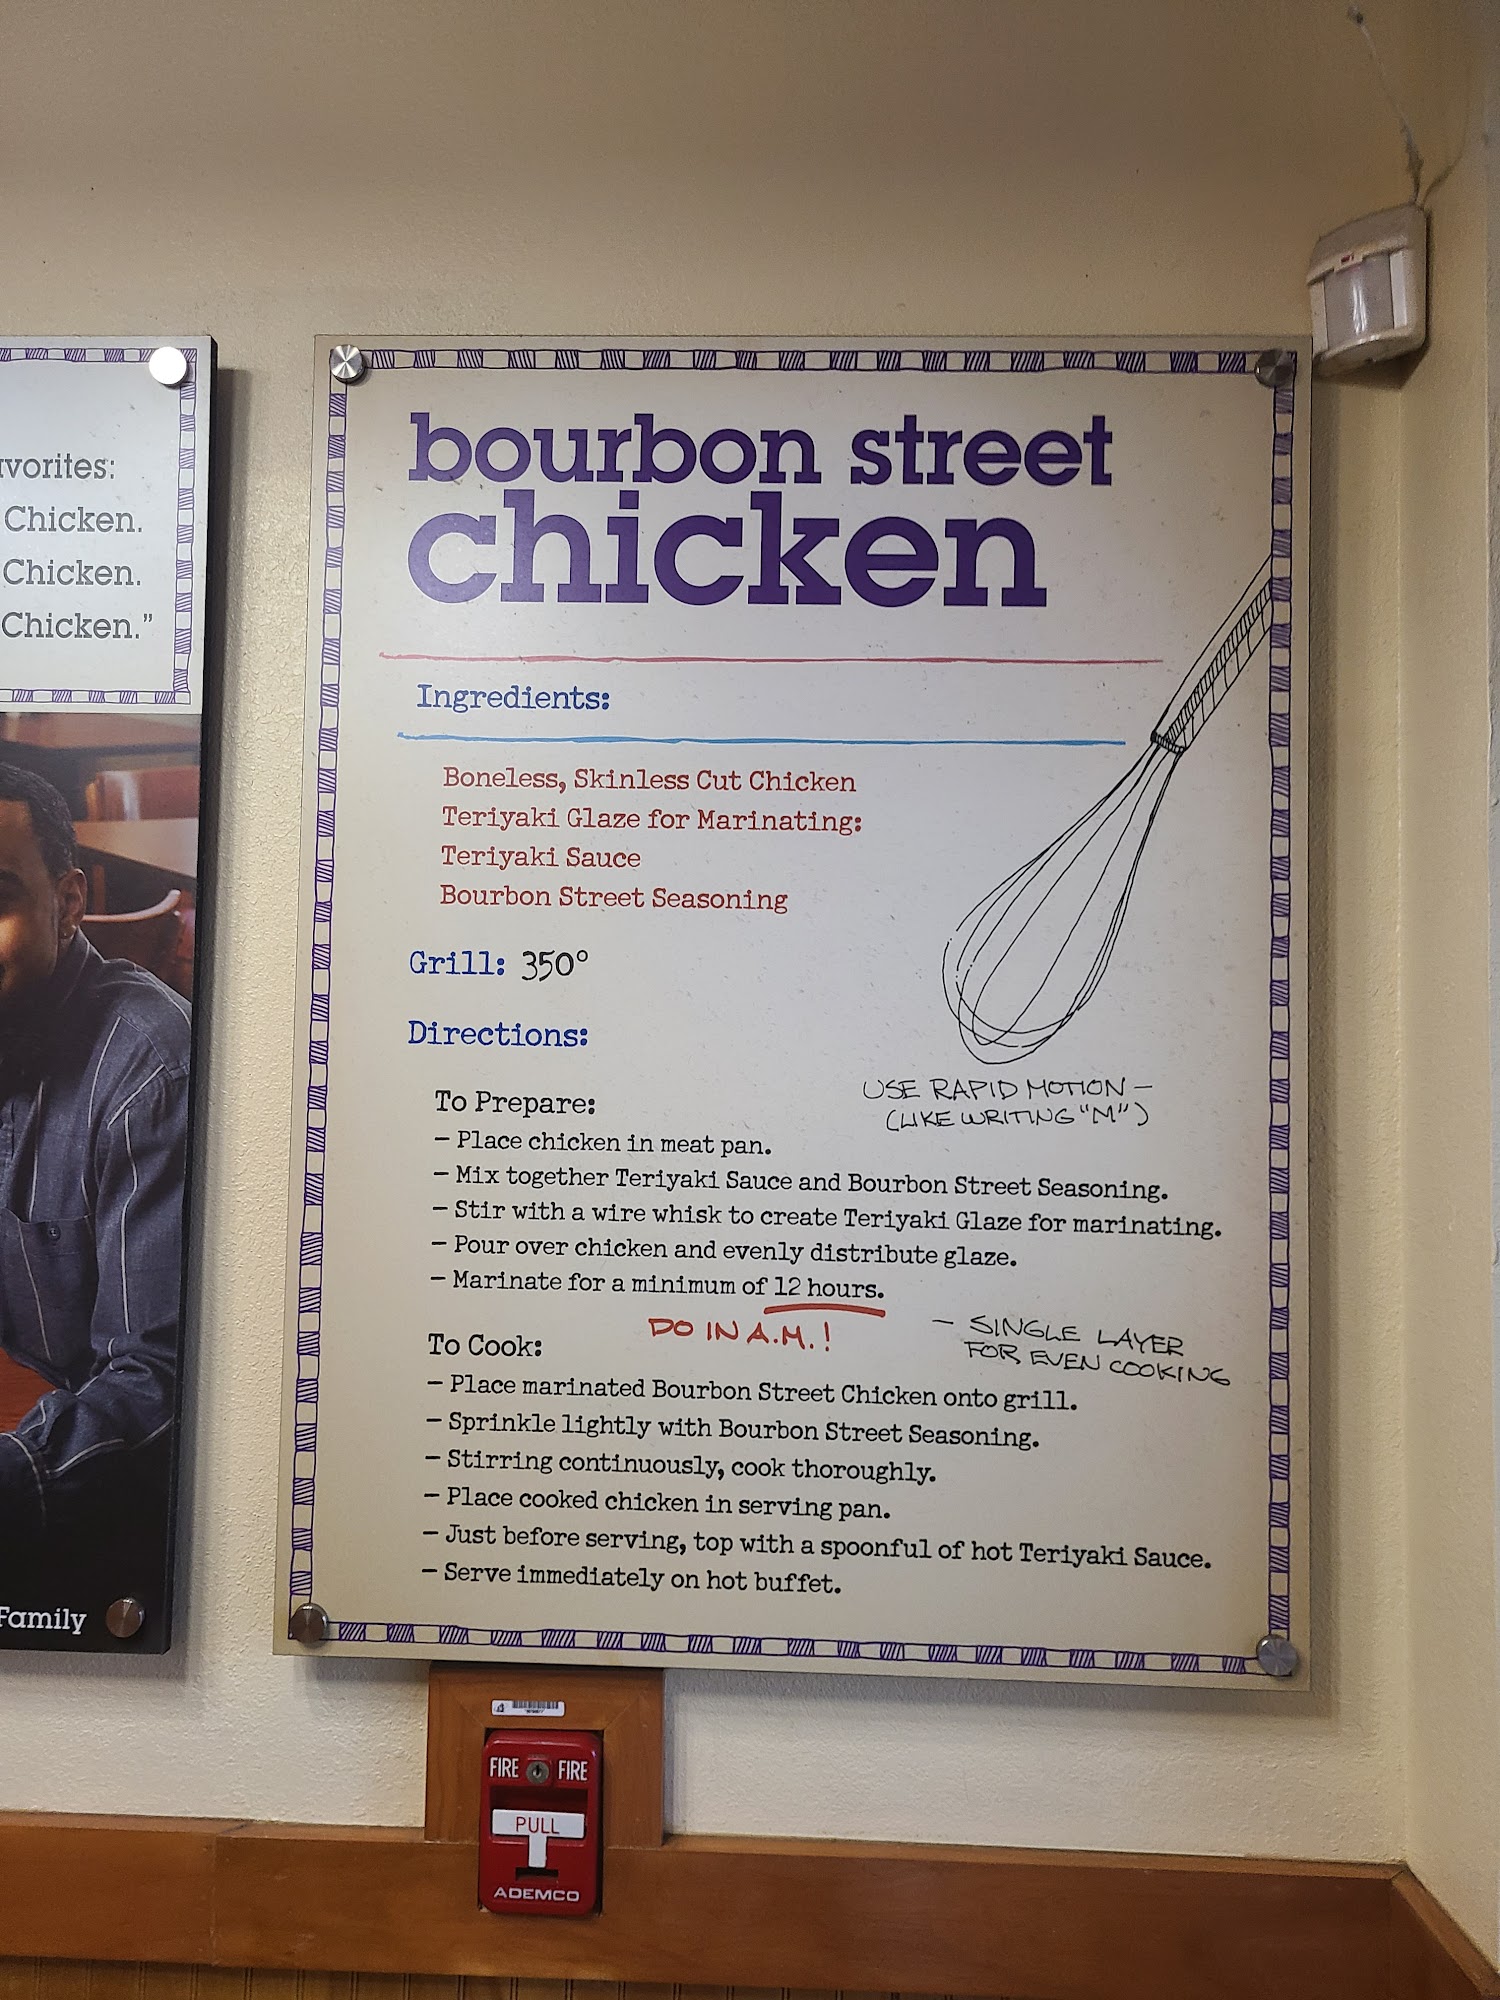 avorites:
Chicken.
Chicken.
Chicken.”
Family
bourbon street
chicken
Ingredients:
Boneless, Skinless Cut Chicken
Teriyaki Glaze for Marinating:
Teriyaki Sauce
Bourbon Street Seasoning
Grill: 350°
Directions:
USE RAPID MOTION –
(LIKE WRITING “M”)
To Prepare:
– Place chicken in meat pan.
– Mix together Teriyaki Sauce and Bourbon Street Seasoning.
– Stir with a wire whisk to create Teriyaki Glaze for marinating.
– Pour over chicken and evenly distribute glaze.
– Marinate for a minimum of 12 hours.
DO IN A.M.!
– SINGLE LAYER
FOR EVEN COOKING
To Cook:
– Place marinated Bourbon Street Chicken onto grill.
– Sprinkle lightly with Bourbon Street Seasoning.
– Stirring continuously, cook thoroughly.
– Place cooked chicken in serving pan.
– Just before serving, top with a spoonful of hot Teriyaki Sauce.
– Serve immediately on hot buffet.
FIRE FIRE
PULL
ADEMCO